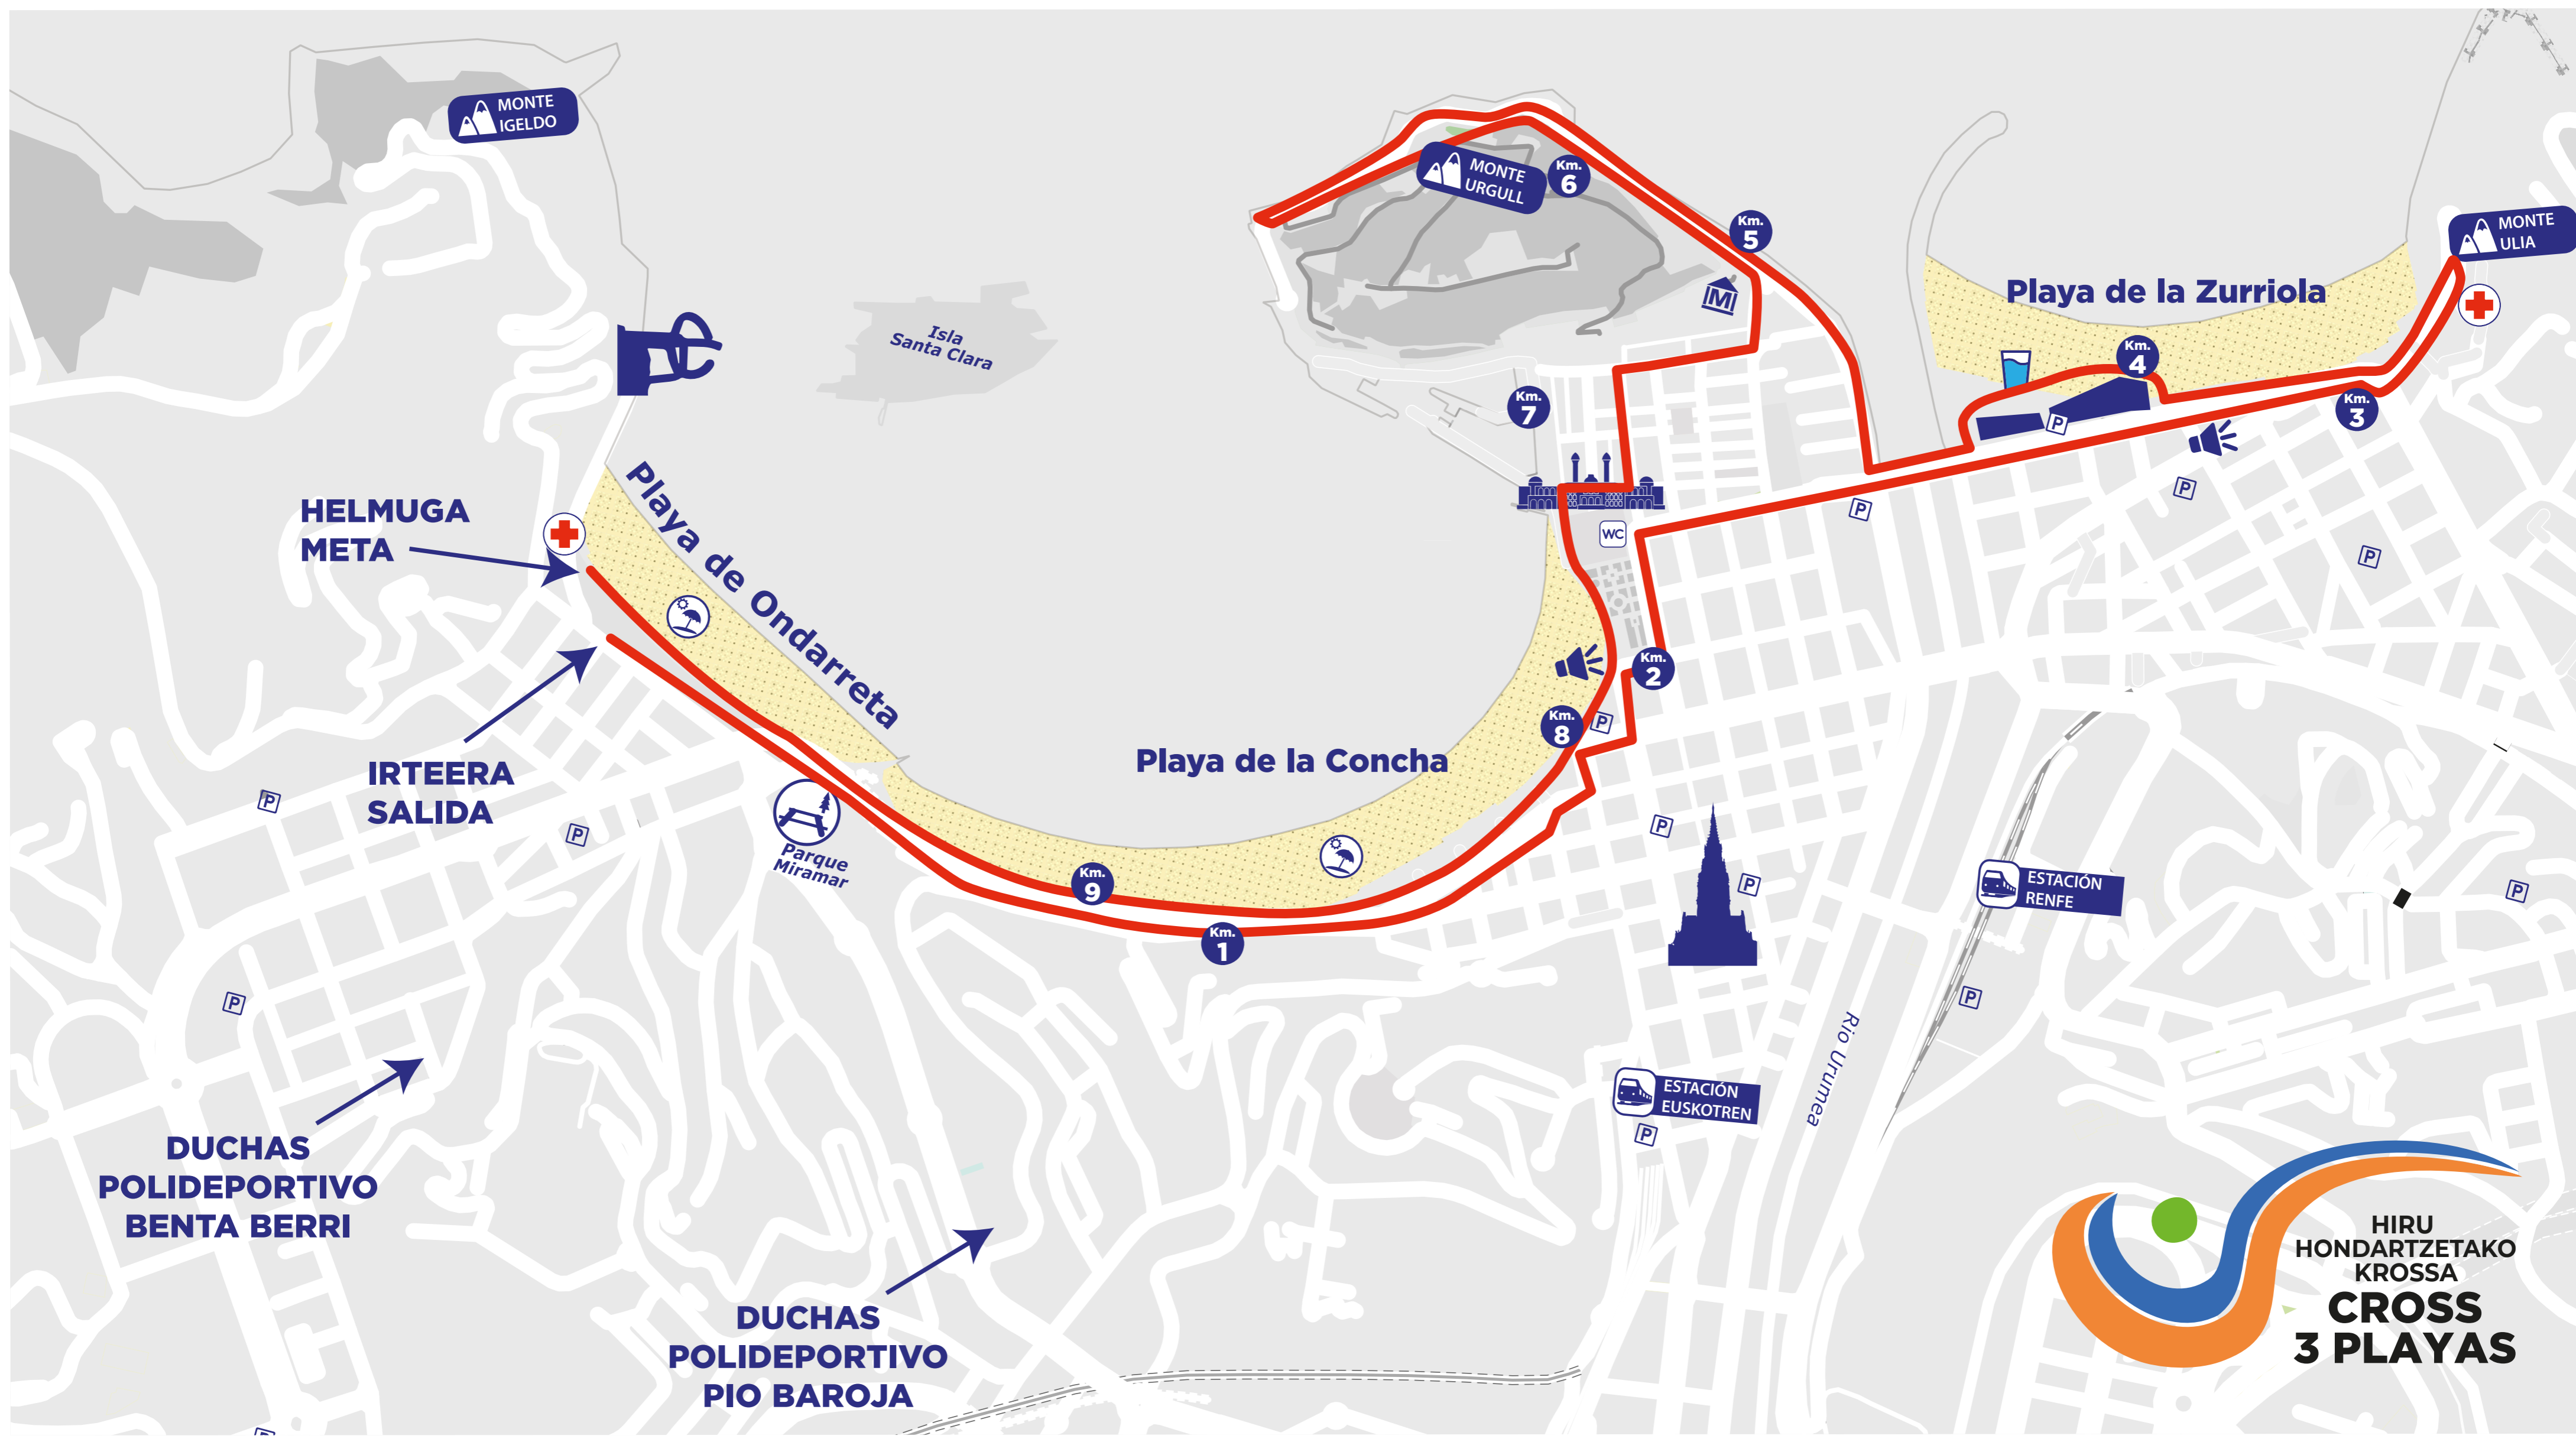 MONTE
IGELDO
MONTE
URGULL
Km.
6
Km.
5
MONTE
ULIA
M
Playa de la Zurriola
Isla
Santa Clara
Km.
4
Km.
3
Km.
7
P
P
P
P
WC
HELMUGA
META
Playa de Ondarreta
Km.
2
Km.
8
P
Playa de la Concha
IRTEERA
SALIDA
P
P
P
Parque
Miramar
Km.
9
P
P
ESTACIÓN
RENFE
Km.
1
P
P
Río Urumea
ESTACIÓN
EUSKOTREN
P
DUCHAS
POLIDEPORTIVO
BENTA BERRI
DUCHAS
POLIDEPORTIVO
PIO BAROJA
HIRU
HONDARTZETAKO
KROSSA
CROSS
3 PLAYAS
P